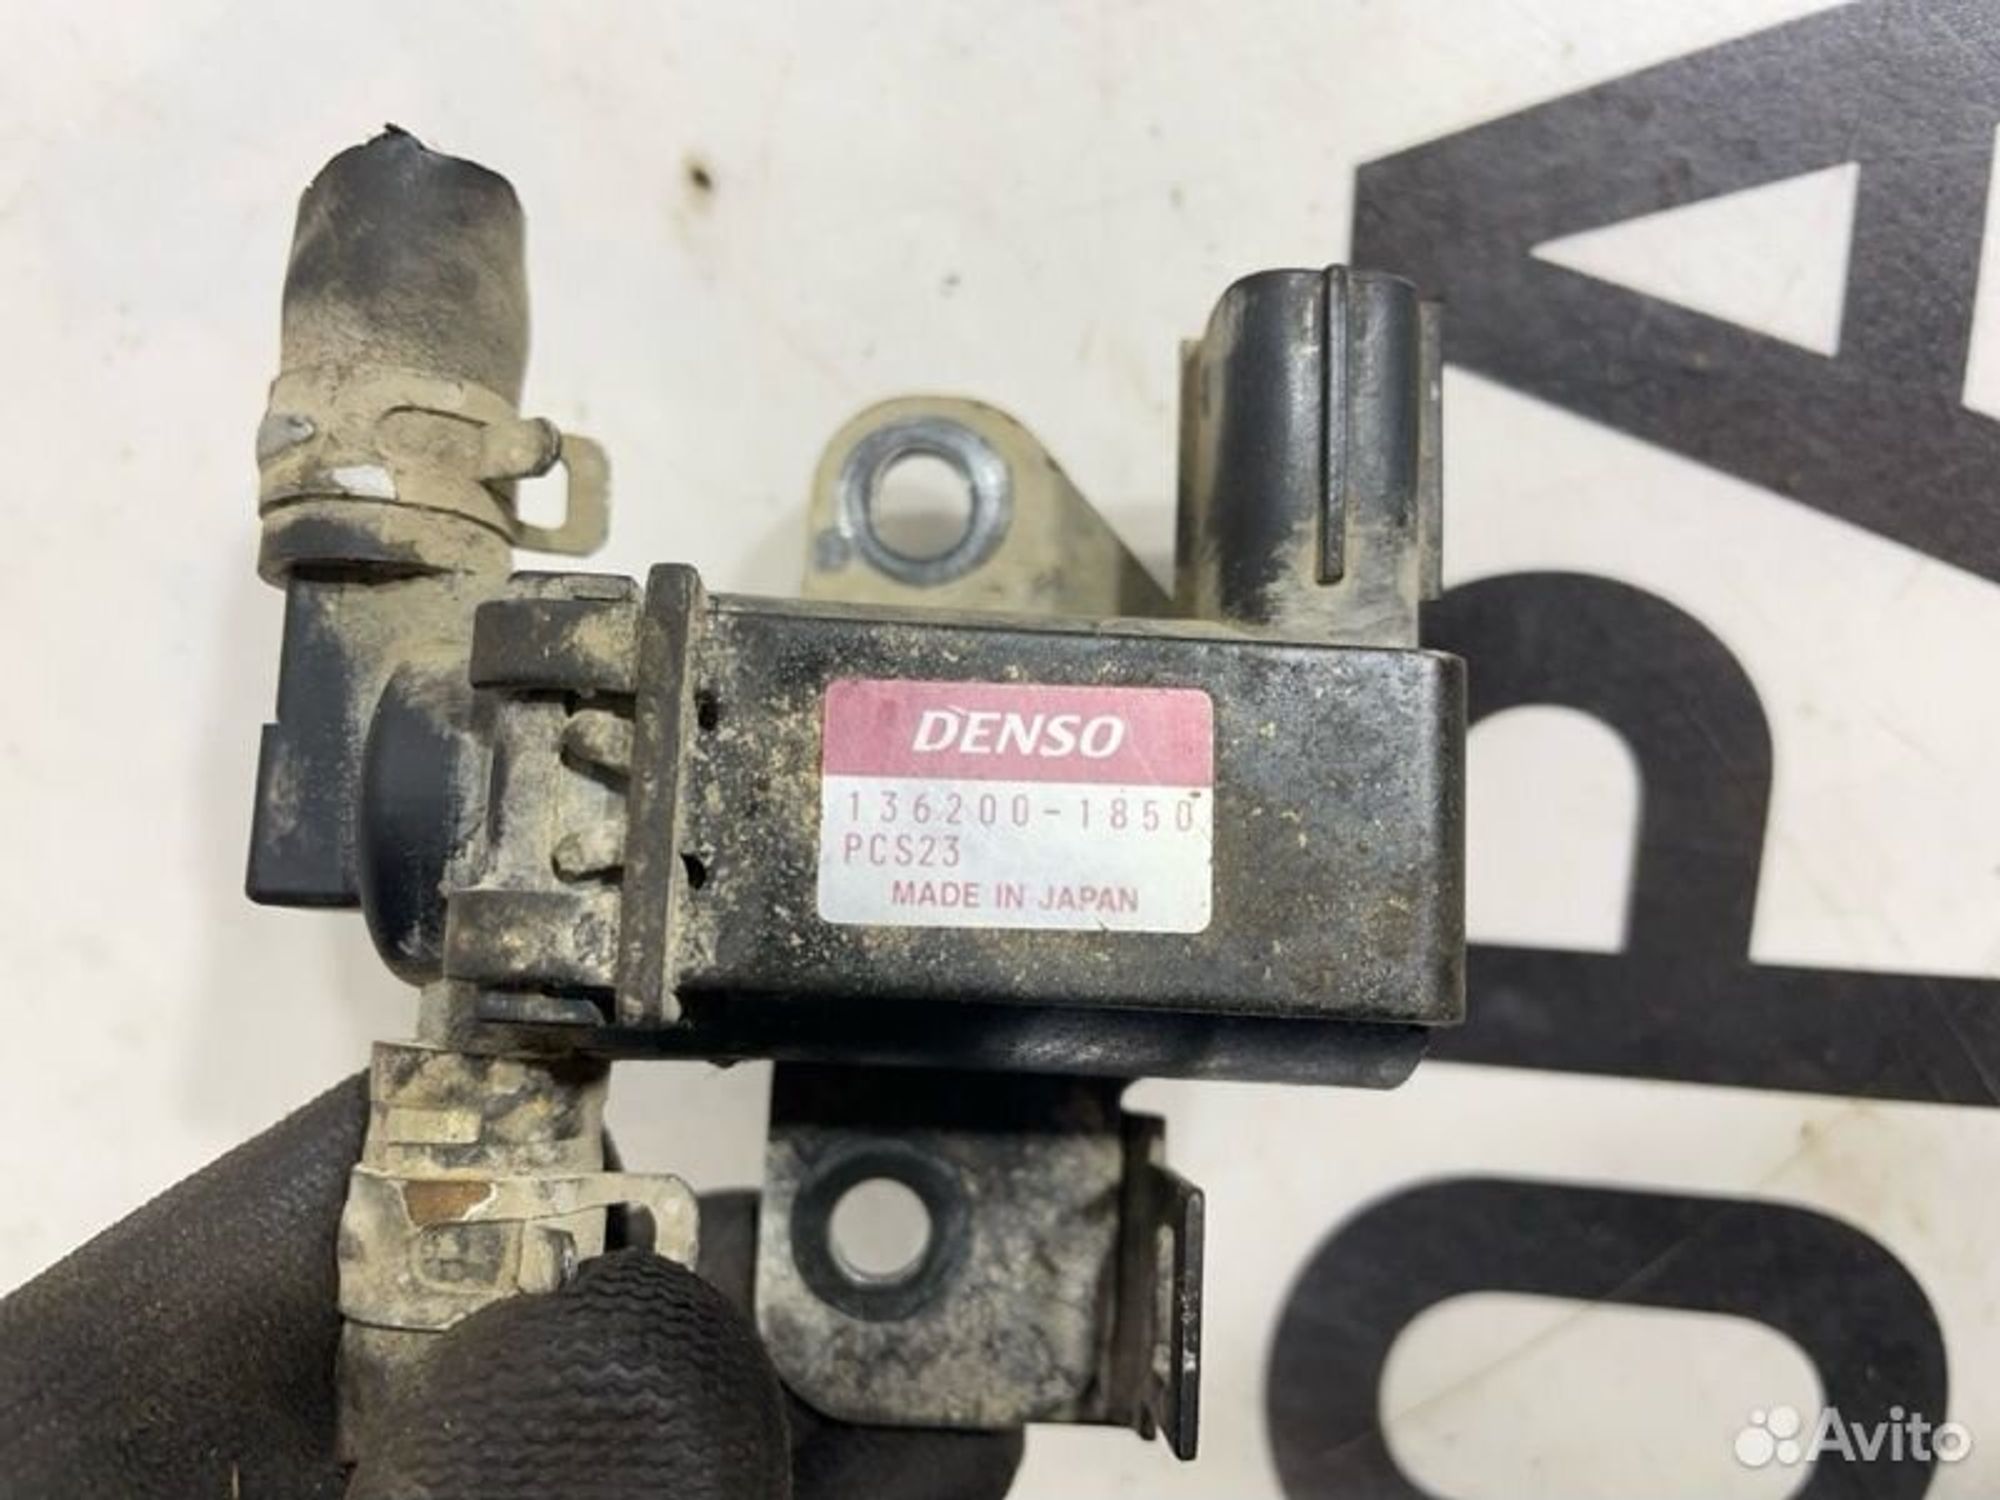 DENSO
136200-1850
PCS23
MADE IN JAPAN
Avito